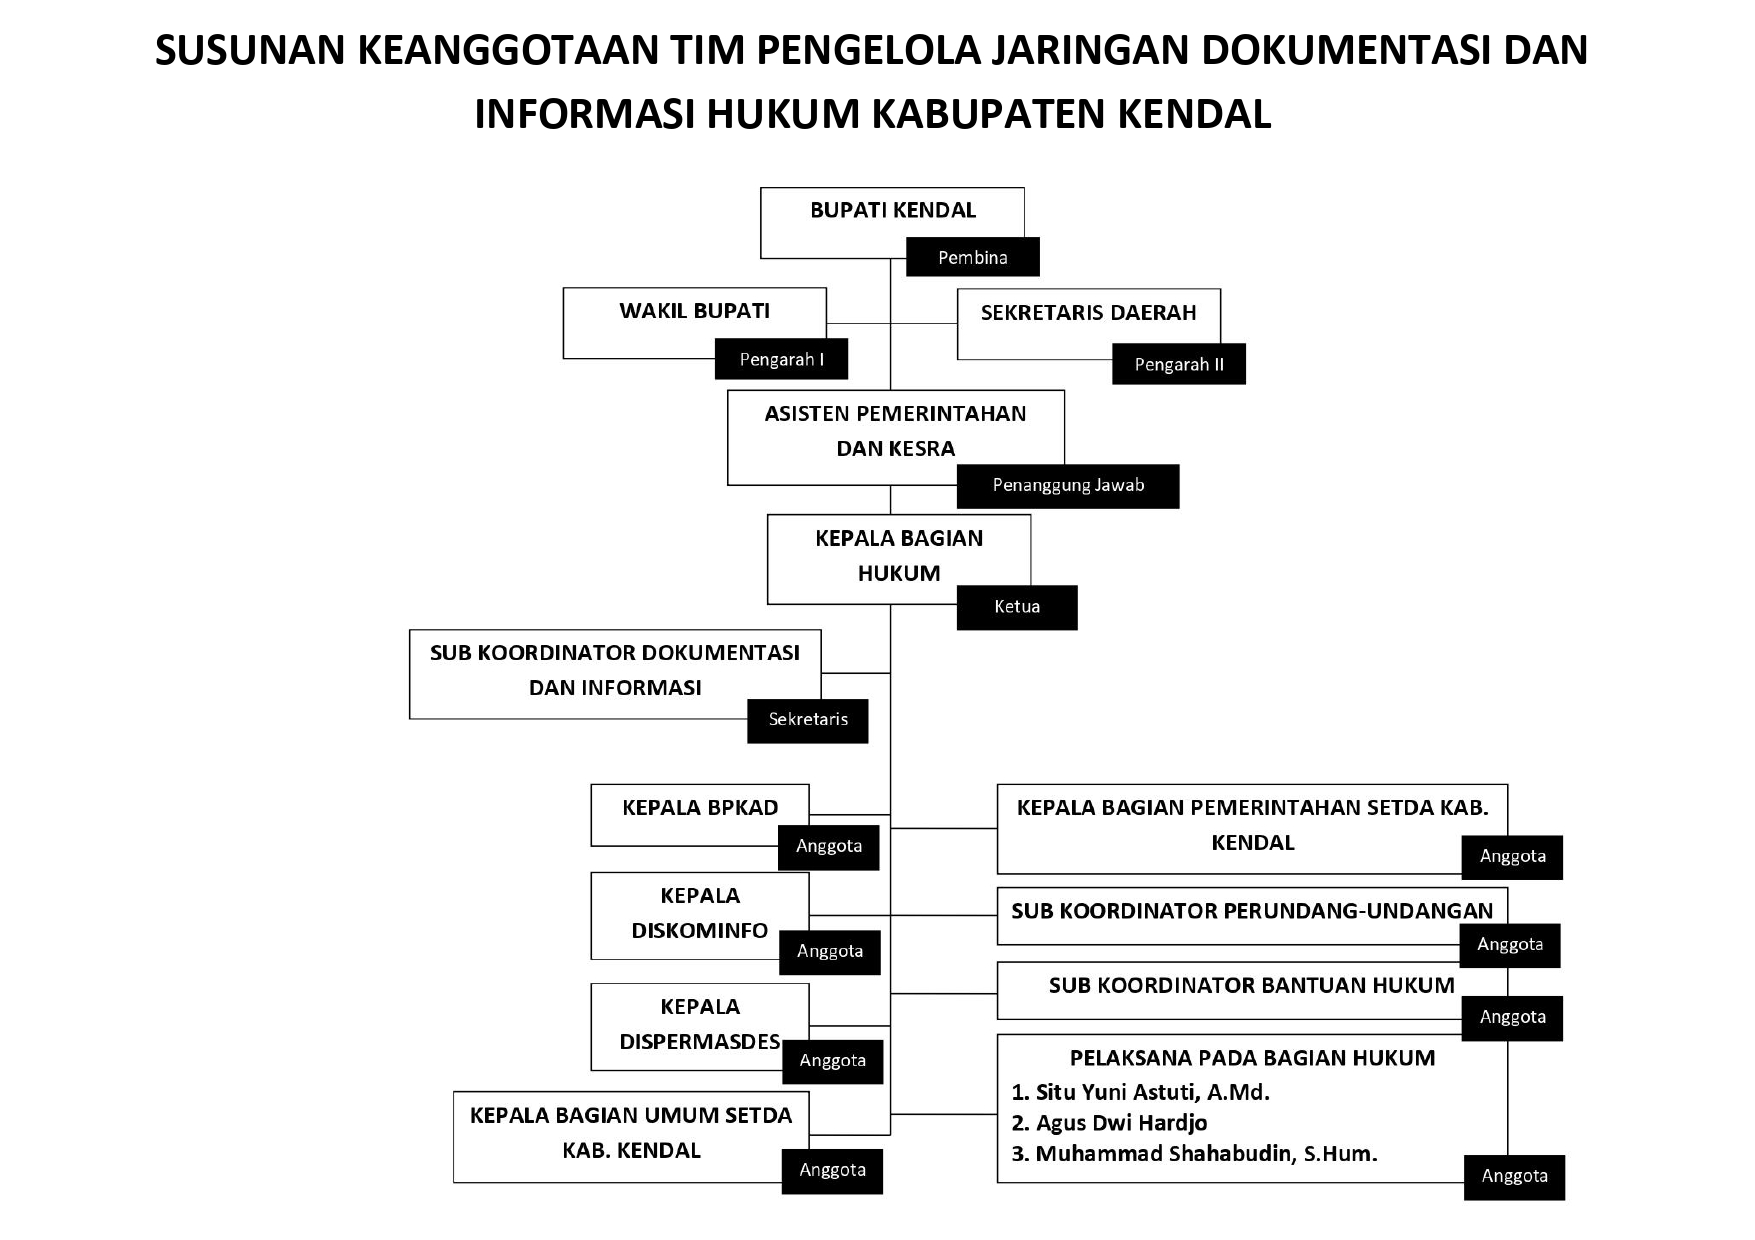 SUSUNAN KEANGGOTAAN TIM PENGELOLA JARINGAN DOKUMENTASI DAN
INFORMASI HUKUM KABUPATEN KENDAL
BUPATI KENDAL
Pembina
WAKIL BUPATI
Pengarah I
SEKRETARIS DAERAH
Pengarah II
ASISTEN PEMERINTAHAN
DAN KESRA
Penanggung Jawab
KEPALA BAGIAN
HUKUM
Ketua
SUB KOORDINATOR DOKUMENTASI
DAN INFORMASI
Sekretaris
KEPALA BPKAD
Anggota
KEPALA
DISKOMINFO
Anggota
KEPALA
DISPERMASDES
Anggota
KEPALA BAGIAN UMUM SETDA
KAB. KENDAL
Anggota
KEPALA BAGIAN PEMERINTAHAN SETDA KAB.
KENDAL
Anggota
SUB KOORDINATOR PERUNDANG-UNDANGAN
Anggota
SUB KOORDINATOR BANTUAN HUKUM
Anggota
PELAKSANA PADA BAGIAN HUKUM
1. Situ Yuni Astuti, A.Md.
2. Agus Dwi Hardjo
3. Muhammad Shahabudin, S.Hum.
Anggota